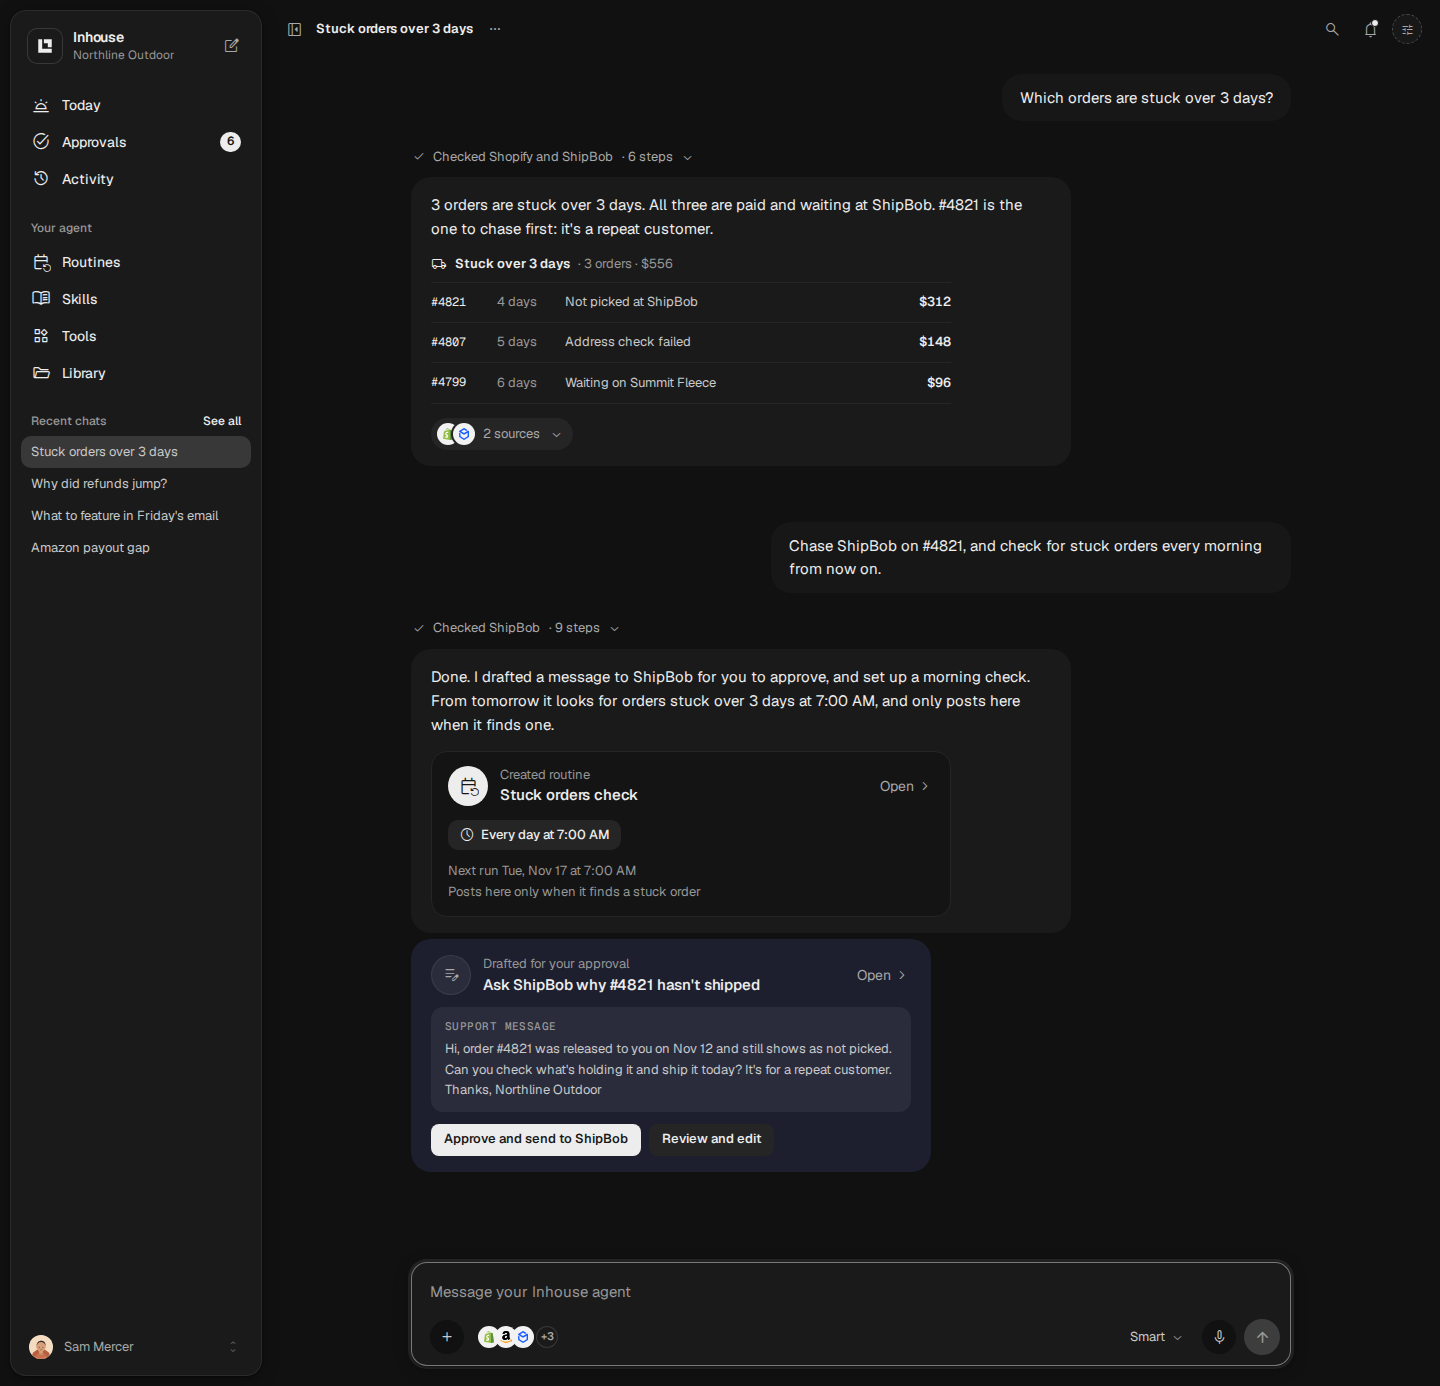 Inhouse
Northline Outdoor
Today
Approvals
6
Activity
Your agent
Routines
Skills
Tools
Library
Recent chats
See all
Stuck orders over 3 days
Why did refunds jump?
What to feature in Friday's email
Amazon payout gap
Sam Mercer
Stuck orders over 3 days
Which orders are stuck over 3 days?
Checked Shopify and ShipBob · 6 steps
3 orders are stuck over 3 days. All three are paid and waiting at ShipBob. #4821 is the
one to chase first: it's a repeat customer.
Stuck over 3 days · 3 orders · $556
#4821 4 days Not picked at ShipBob $312
#4807 5 days Address check failed $148
#4799 6 days Waiting on Summit Fleece $96
2 sources
Chase ShipBob on #4821, and check for stuck orders every morning
from now on.
Checked ShipBob · 9 steps
Done. I drafted a message to ShipBob for you to approve, and set up a morning check.
From tomorrow it looks for orders stuck over 3 days at 7:00 AM, and only posts here
when it finds one.
Created routine
Stuck orders check
Open
Every day at 7:00 AM
Next run Tue, Nov 17 at 7:00 AM
Posts here only when it finds a stuck order
Drafted for your approval
Ask ShipBob why #4821 hasn't shipped
Open
SUPPORT MESSAGE
Hi, order #4821 was released to you on Nov 12 and still shows as not picked.
Can you check what's holding it and ship it today? It's for a repeat customer.
Thanks, Northline Outdoor
Approve and send to ShipBob
Review and edit
Message your Inhouse agent
+3
Smart